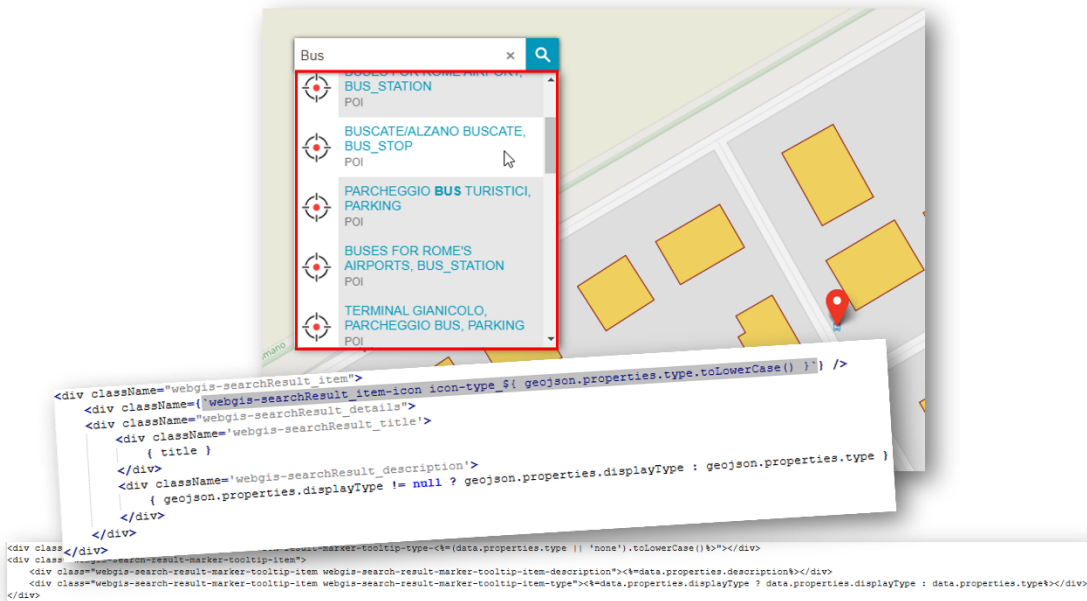 Bus
×
BUSES FOR ROME AIRPORT,
BUS_STATION
POI
BUSCATE/ALZANO BUSCATE,
BUS_STOP
POI
PARCHEGGIO BUS TURISTICI,
PARKING
POI
BUSES FOR ROME'S
AIRPORTS, BUS_STATION
POI
TERMINAL GIANICOLO,
PARCHEGGIO BUS, PARKING
POI
mano
<div className="webgis-searchResult_item">
<div className={`webgis-searchResult_item-icon icon-type_${ geojson.properties.type.toLowerCase() }`} />
<div className="webgis-searchResult_details">
<div className='webgis-searchResult_title'>
{ title }
</div>
<div className='webgis-searchResult_description'>
{ geojson.properties.displayType != null ? geojson.properties.displayType : geojson.properties.type }
</div>
</div>
</div>
<div class result-marker-tooltip-type-<%=(data.properties.type || 'none').toLowerCase()%>"></div>
<div class="webgis-search-result-marker-tooltip-item">
<div class="webgis-search-result-marker-tooltip-item webgis-search-result-marker-tooltip-item-description"><%=data.properties.description%></div>
<div class="webgis-search-result-marker-tooltip-item webgis-search-result-marker-tooltip-item-type"><%=data.properties.displayType ? data.properties.displayType : data.properties.type%></div>
</div>